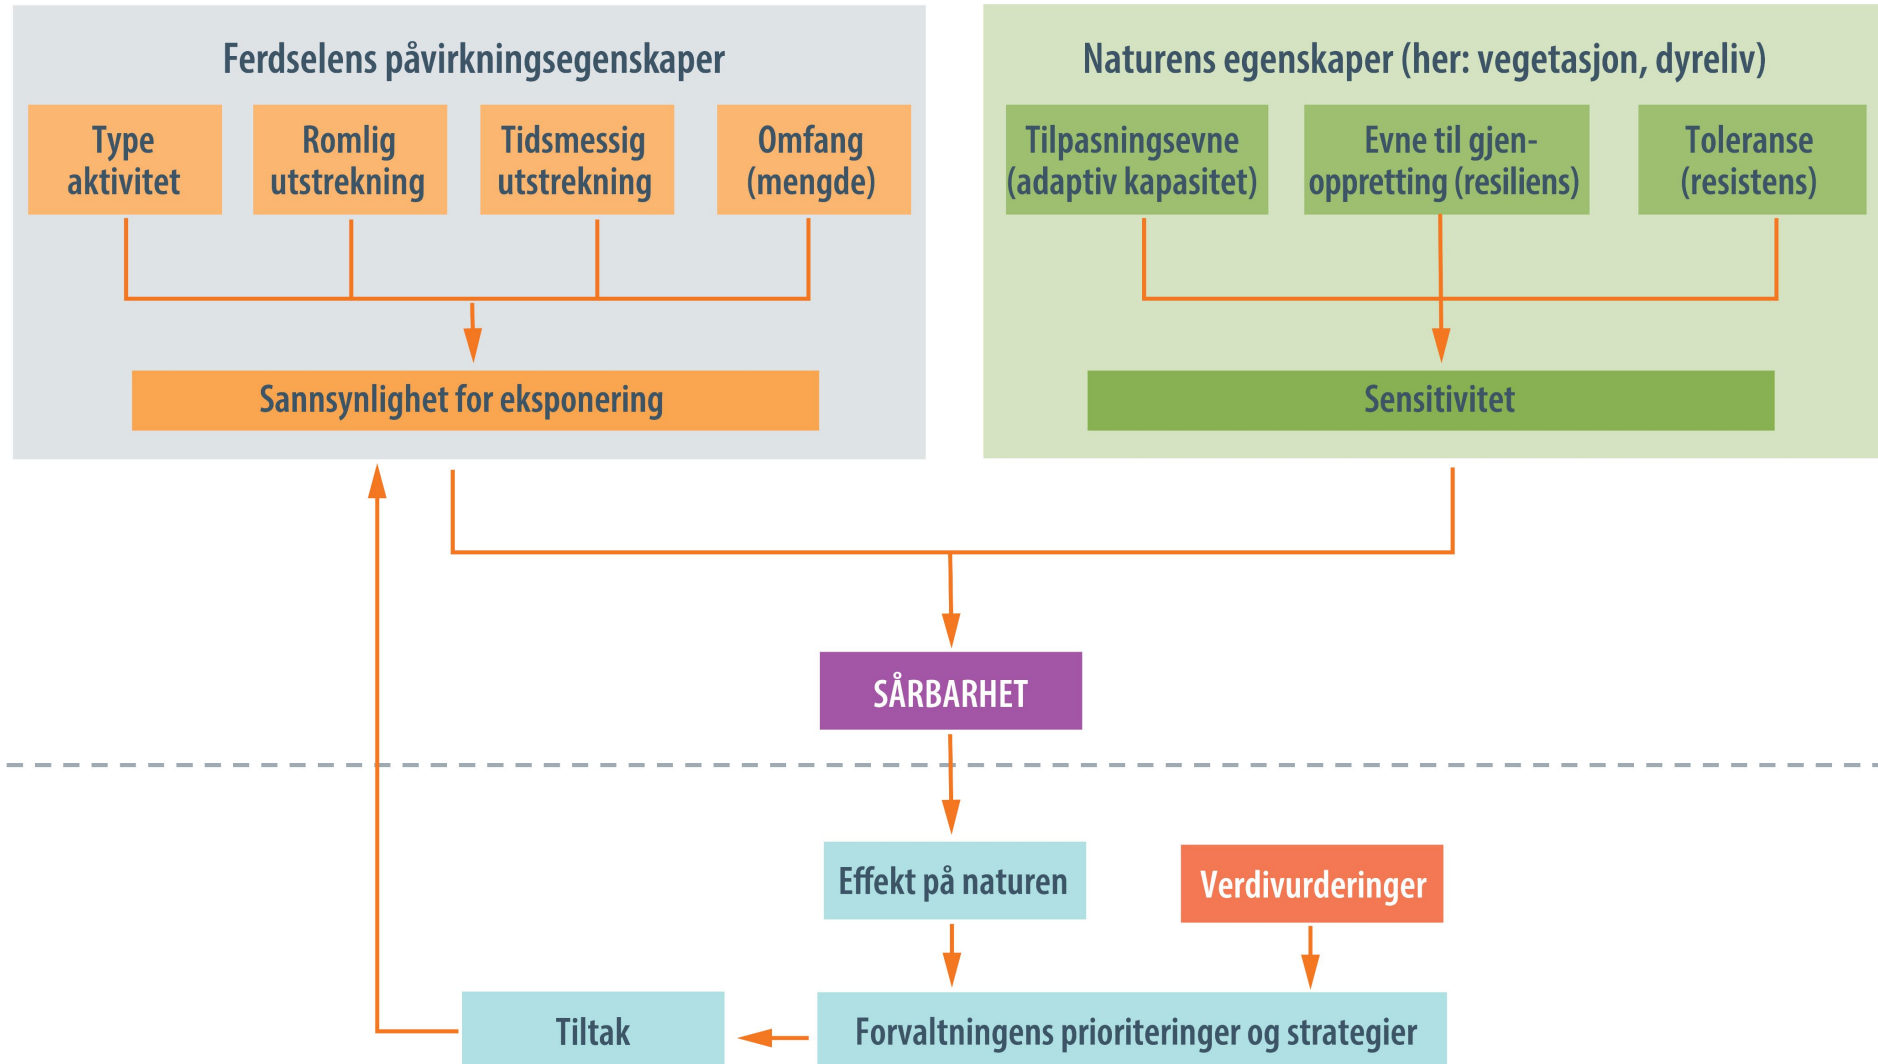 Ferdselens påvirkningsegenskaper
Type
aktivitet
Romlig
utstrekning
Tidsmessig
utstrekning
Omfang
(mengde)
Sannsynlighet for eksponering
Naturens egenskaper (her: vegetasjon, dyreliv)
Tilpasningsevne
(adaptiv kapasitet)
Evne til gjen-
oppretting (resiliens)
Toleranse
(resistens)
Sensitivitet
SÅRBARHET
Effekt på naturen
Verdivurderinger
Tiltak
Forvaltningens prioriteringer og strategier